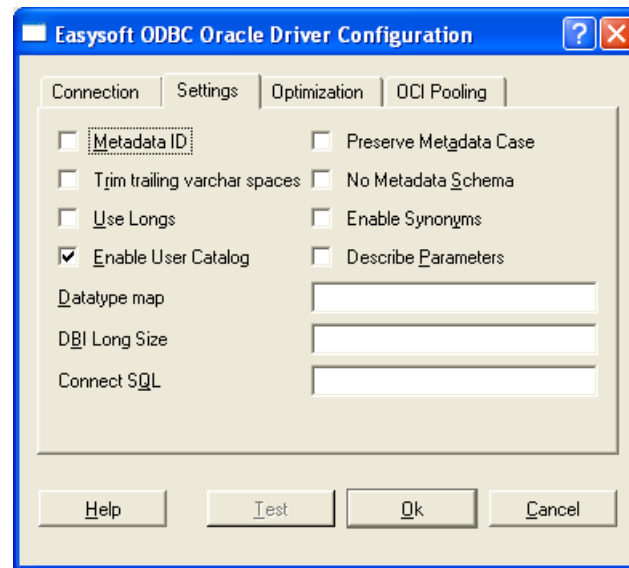 Easysoft ODBC Oracle Driver Configuration
Connection Settings Optimization OCI Pooling
Metadata ID Preserve Metadata Case
Trim trailing varchar spaces No Metadata Schema
Use Longs Enable Synonyms
Enable User Catalog Describe Parameters
Datatype map
DBI Long Size
Connect SQL
Help Test Ok Cancel